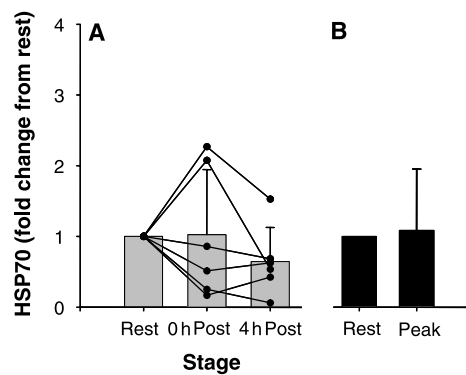 A
B
HSP70 (fold change from rest)
4
3
2
1
0
Rest 0 h Post 4 h Post
Rest Peak
Stage